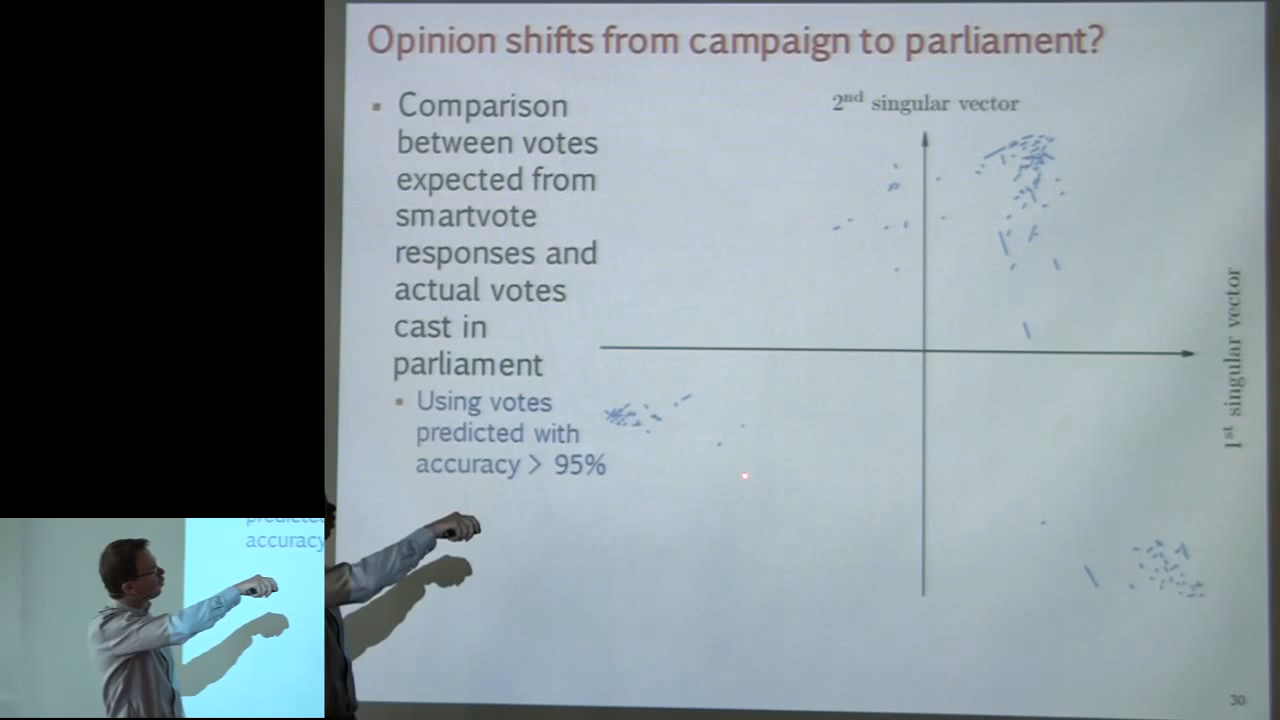 Opinion shifts from campaign to parliament?
▪ Comparison
between votes
expected from
smartvote
responses and
actual votes
cast in
parliament
▪ Using votes
predicted with
accuracy > 95%
2nd singular vector
1st singular vector
30
predicted
accuracy